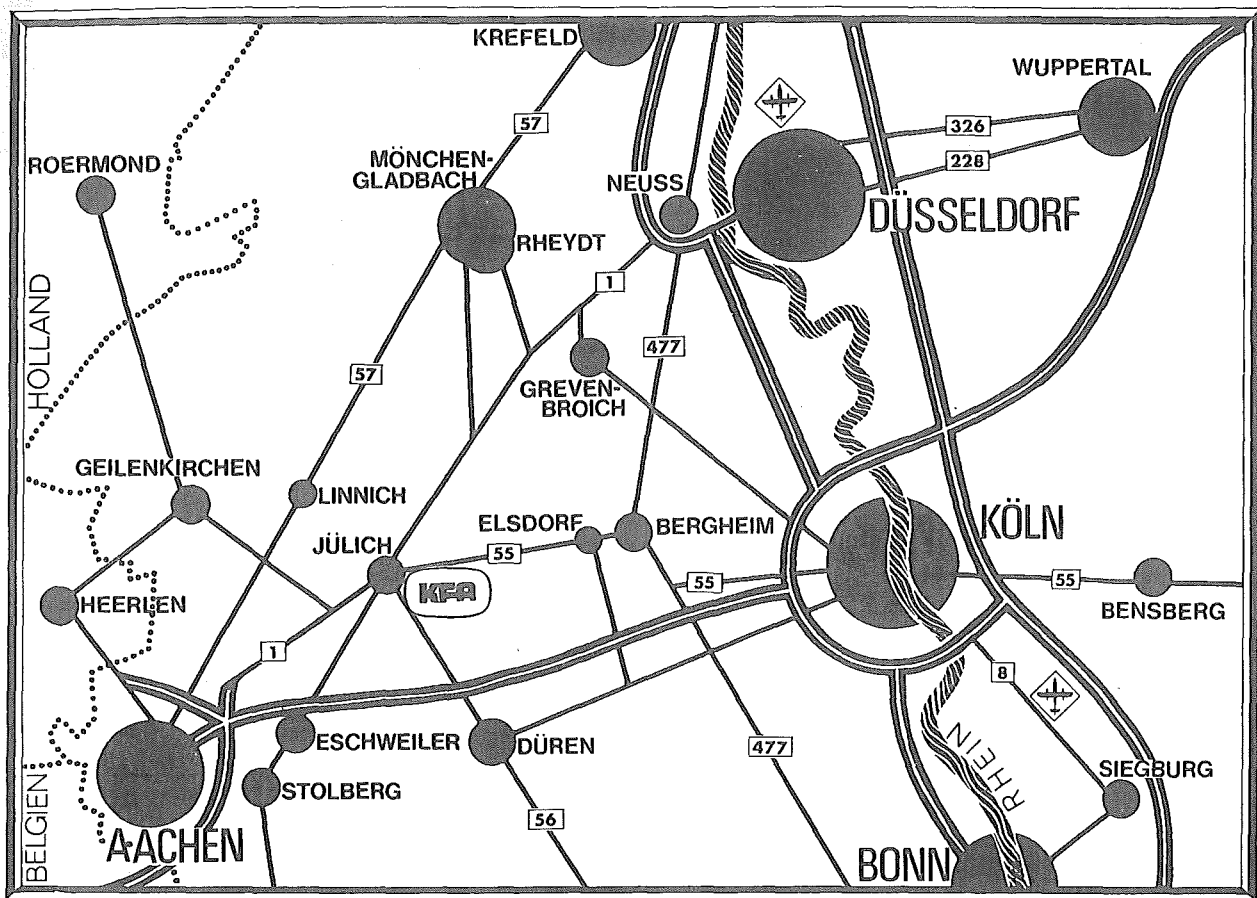 KREFELD
WUPPERTAL
57
326
ROERMOND
MÖNCHEN-
GLADBACH
228
NEUSS
DÜSSELDORF
RHEYDT
HOLLAND
1
477
57
GREVEN-
BROICH
GEILENKIRCHEN
LINNICH
KÖLN
ELSDORF
BERGHEIM
JÜLICH
55
KFA
55
55
HEERLEN
BENSBERG
1
8
ESCHWEILER
DÜREN
477
RHEIN
SIEGBURG
STOLBERG
56
BELGIEN
AACHEN
BONN